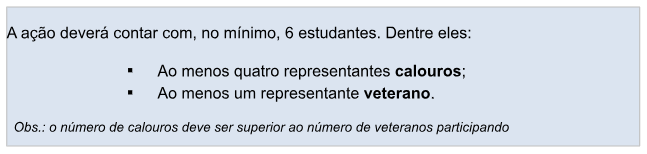 A ação deverá contar com, no mínimo, 6 estudantes. Dentre eles:
▪ Ao menos quatro representantes calouros;
▪ Ao menos um representante veterano.
Obs.: o número de calouros deve ser superior ao número de veteranos participando